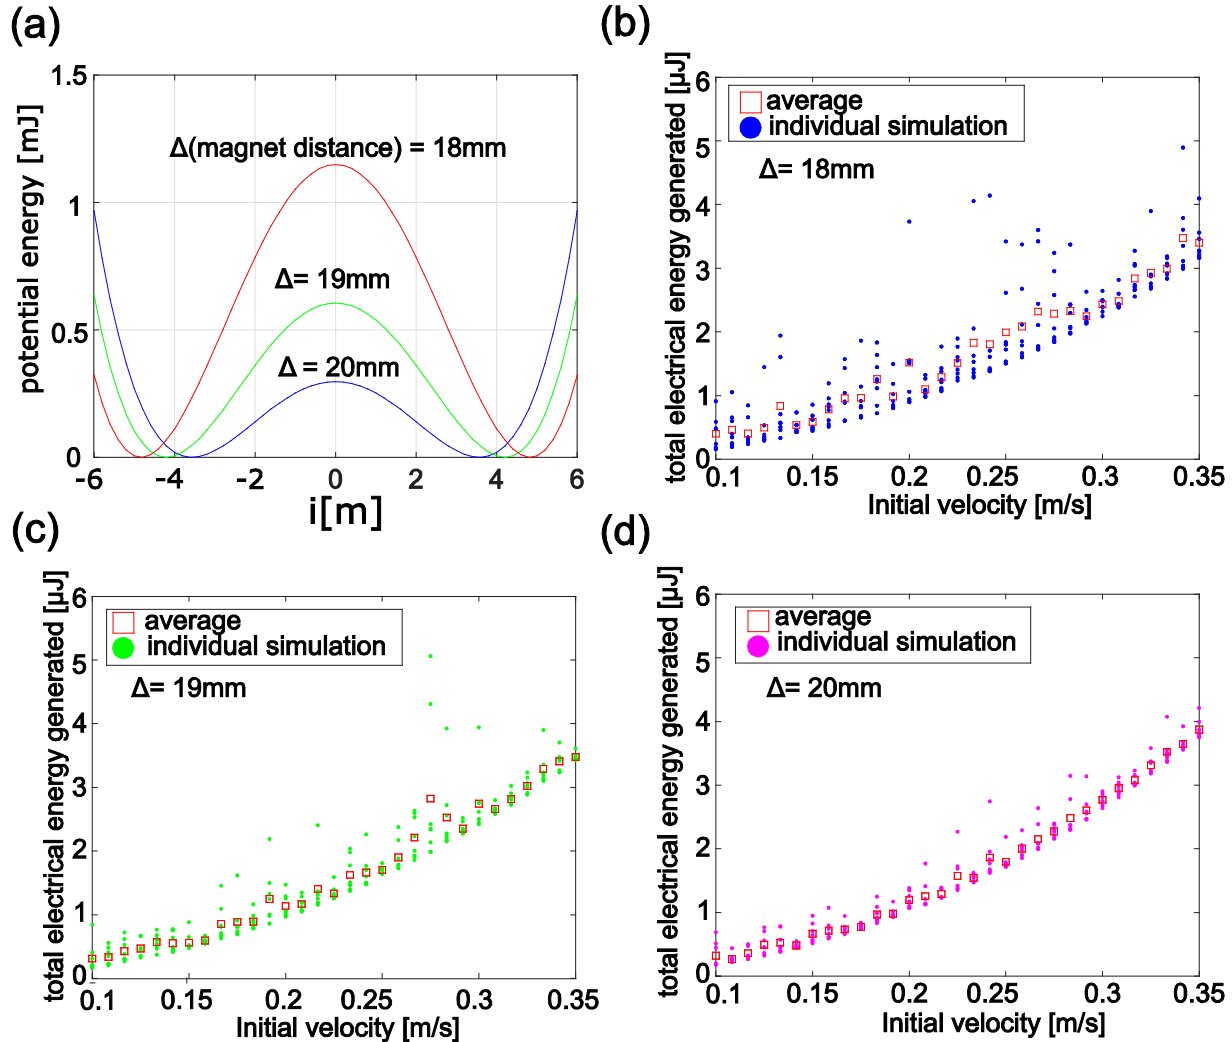 (a)
potential energy [mJ]
1.5
1
0.5
0
Δ(magnet distance) = 18mm
Δ= 19mm
Δ = 20mm
-6 -4 -2 0 2 4 6
i[m]
(b)
total electrical energy generated [µJ]
6
5
4
3
2
1
0
average
individual simulation
Δ= 18mm
0.1 0.15 0.2 0.25 0.3 0.35
Initial velocity [m/s]
(c)
total electrical energy generated [µJ]
6
5
4
3
2
1
0
average
individual simulation
Δ= 19mm
0.1 0.15 0.2 0.25 0.3 0.35
Initial velocity [m/s]
(d)
total electrical energy generated [µJ]
6
5
4
3
2
1
0
average
individual simulation
Δ= 20mm
0.1 0.15 0.2 0.25 0.3 0.35
Initial velocity [m/s]